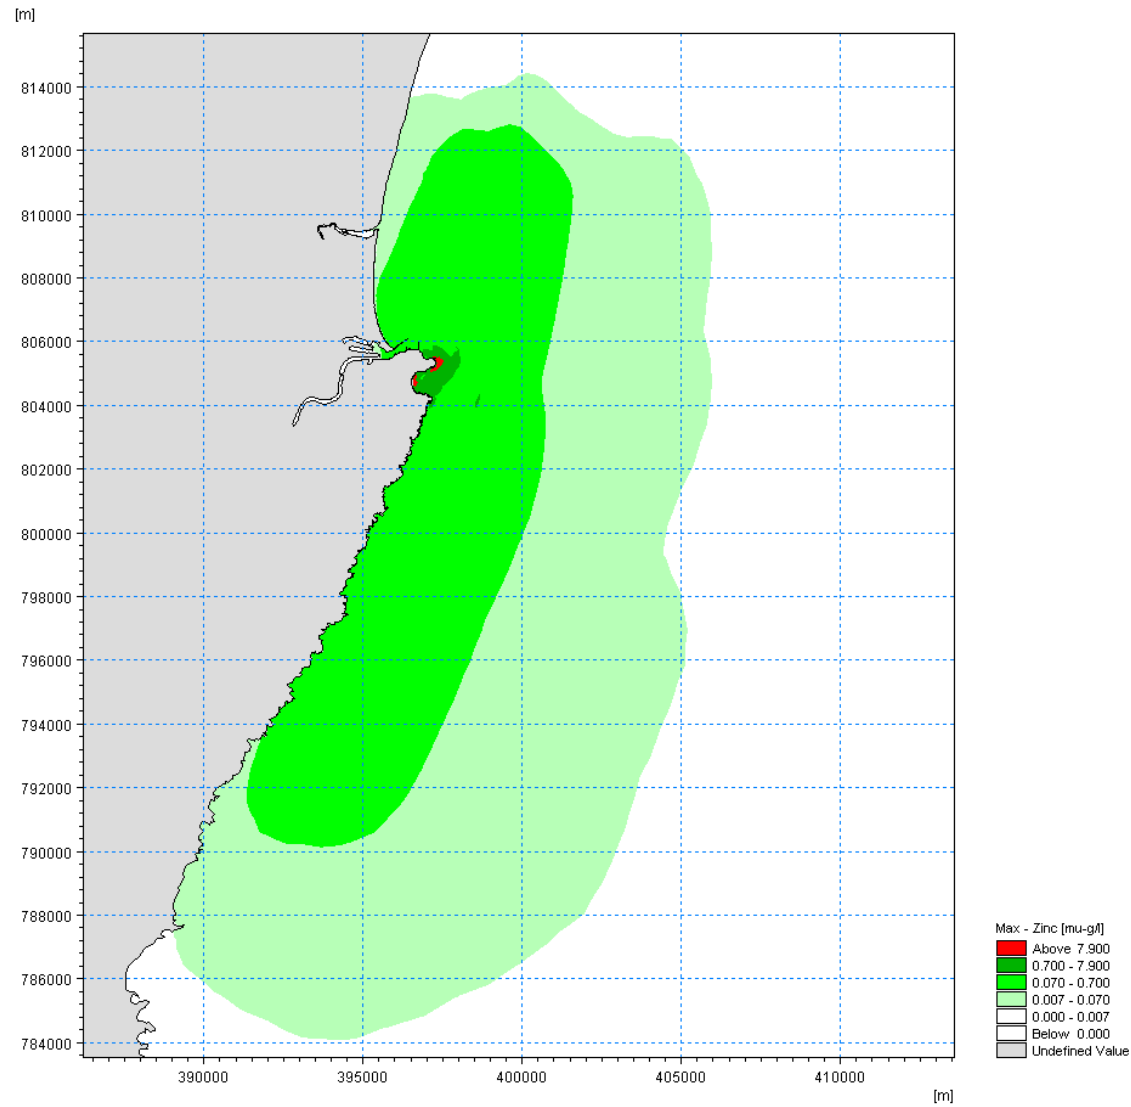 [m]
814000
812000
810000
808000
806000
804000
802000
800000
798000
796000
794000
792000
790000
788000
786000
784000
390000 395000 400000 405000 410000
[m]
Max - Zinc [mu-g/l]
Above 7.900
0.700 - 7.900
0.070 - 0.700
0.007 - 0.070
0.000 - 0.007
Below 0.000
Undefined Value